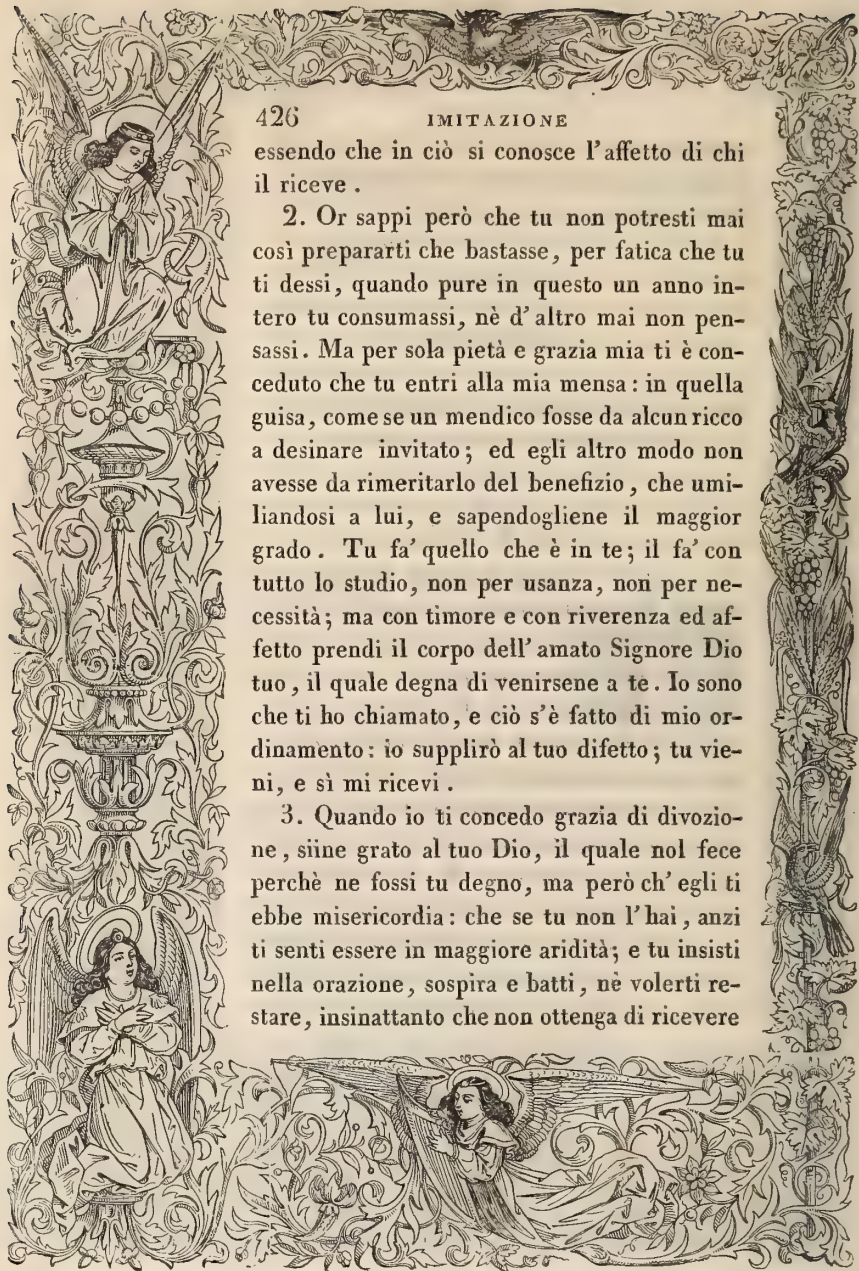 426 IMITAZIONE
essendo che in ciò si conosce l'affetto di chi
il riceve .
2. Or sappi però che tu non potresti mai
così prepararti che bastasse, per fatica che tu
ti dessi, quando pure in questo un anno in-
tero tu consumassi, nè d'altro mai non pen-
sassi. Ma per sola pietà e grazia mia ti è con-
ceduto che tu entri alla mia mensa: in quella
guisa, come se un mendico fosse da alcun ricco
a desinare invitato; ed egli altro modo non
avesse da rimeritarlo del benefizio, che umi-
liandosi a lui, e sapendogliene il maggior
grado. Tu fa' quello che è in te; il fa' con
tutto lo studio, non per usanza, non per ne-
cessità; ma con timore e con riverenza ed af-
fetto prendi il corpo dell'amato Signore Dio
tuo, il quale degna di venirsene a te. Io sono
che ti ho chiamato, e ciò s'è fatto di mio or-
dinamento: io supplirò al tuo difetto; tu vie-
ni, e sì mi ricevi .
3. Quando io ti concedo grazia di divozio-
ne, siine grato al tuo Dio, il quale nol fece
perchè ne fossi tu degno, ma però ch'egli ti
ebbe misericordia: che se tu non l'hai, anzi
ti senti essere in maggiore aridità; e tu insisti
nella orazione, sospira e batti, nè volerti re-
stare, insinattanto che non ottenga di ricevere